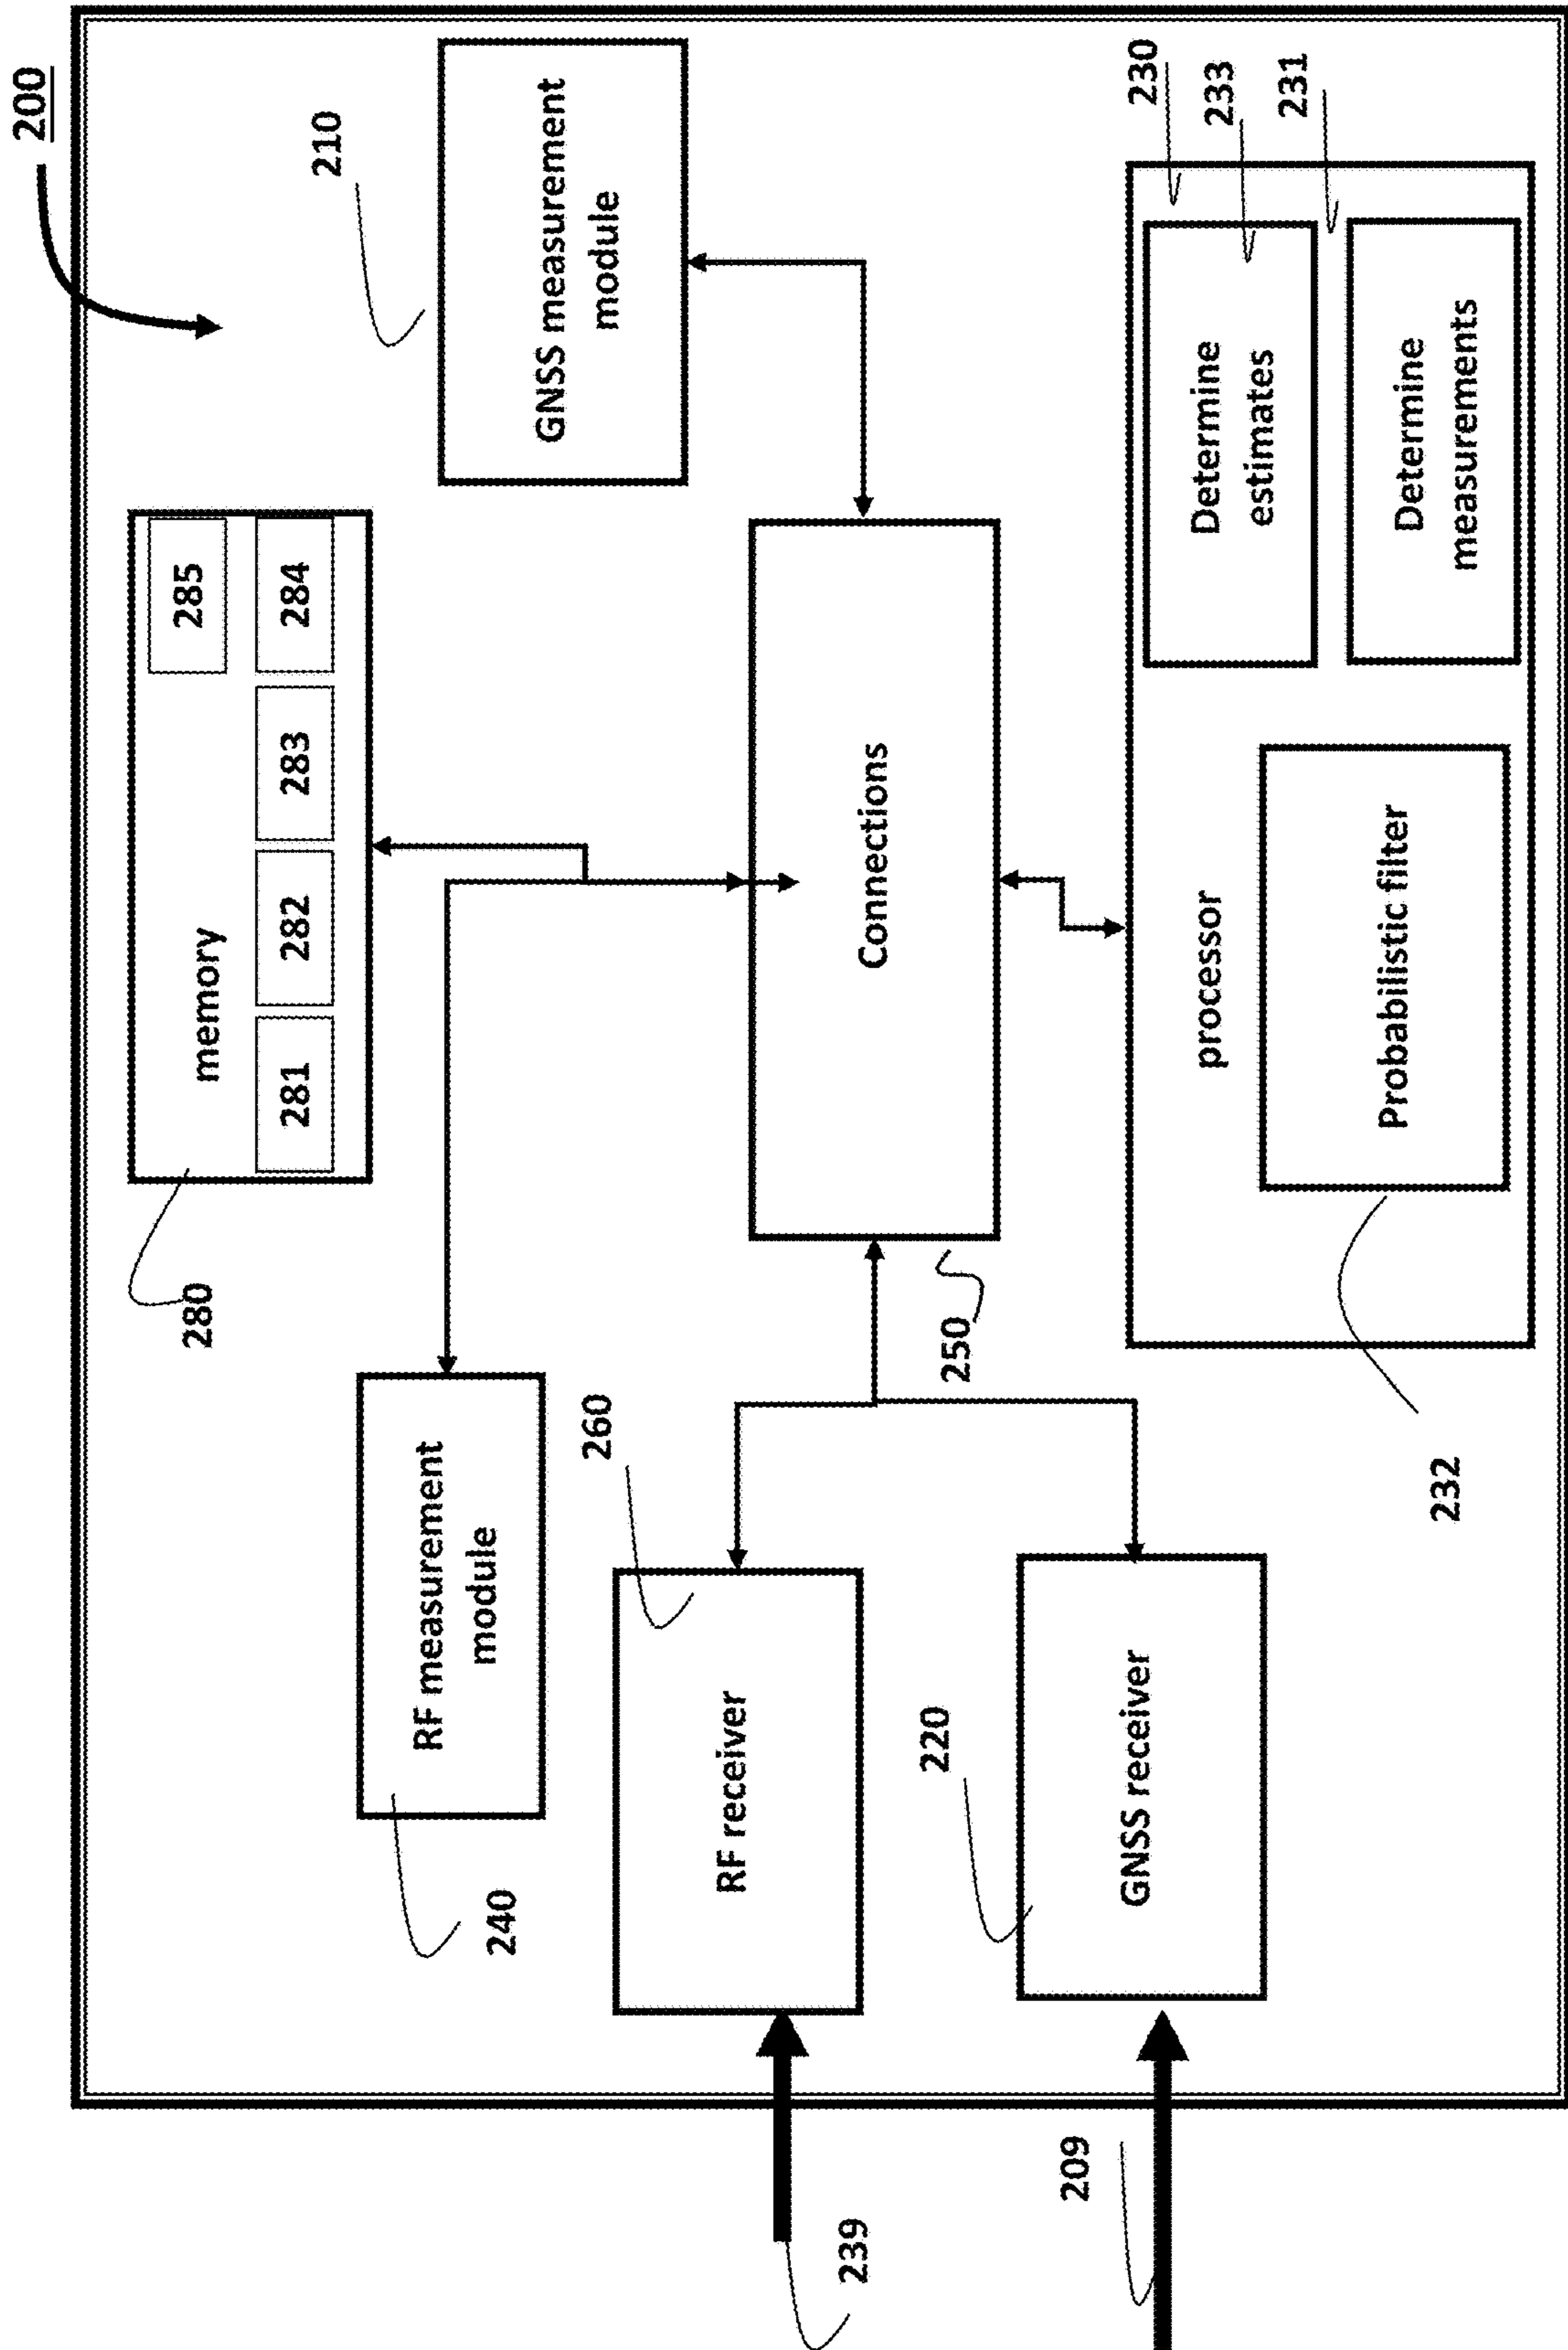 200
210
GNSS measurement
module
memory
285
281
282
283
284
280
RF measurement
module
240
260
RF receiver
239
Connections
250
220
GNSS receiver
209
processor
Probabilistic filter
232
Determine
estimates
Determine
measurements
230
233
231